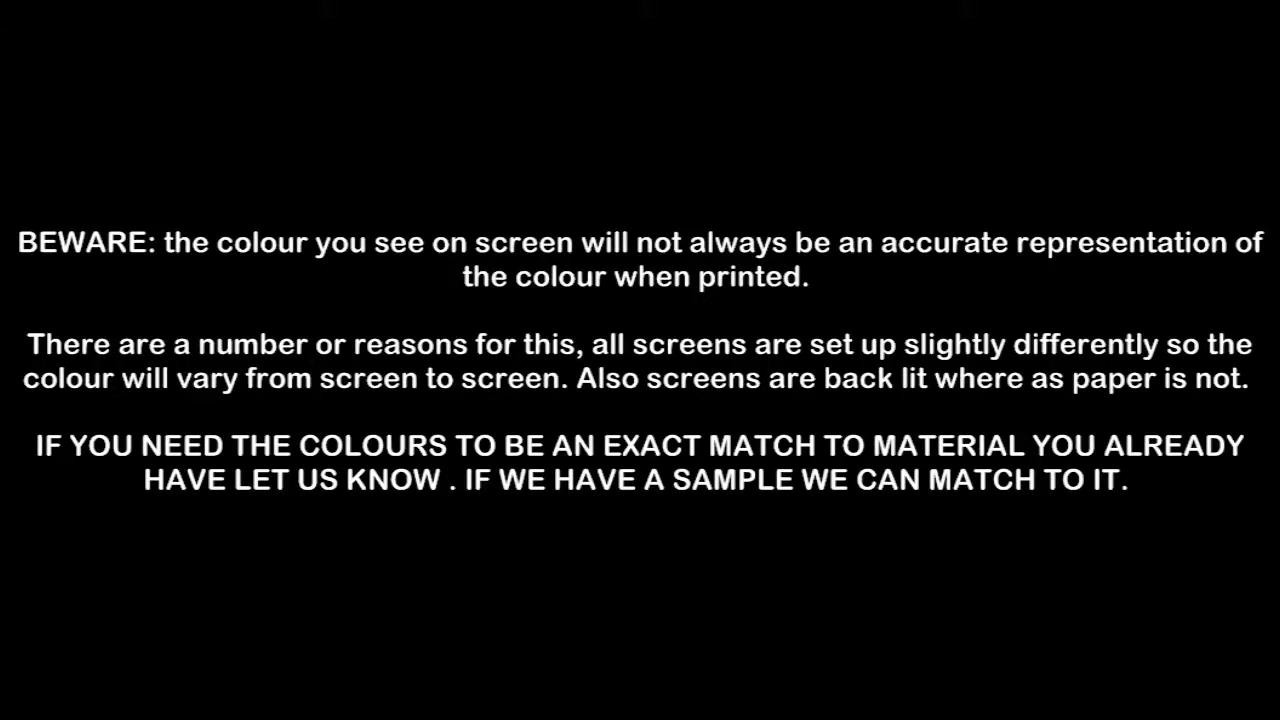 BEWARE: the colour you see on screen will not always be an accurate representation of
the colour when printed.
There are a number or reasons for this, all screens are set up slightly differently so the
colour will vary from screen to screen. Also screens are back lit where as paper is not.
IF YOU NEED THE COLOURS TO BE AN EXACT MATCH TO MATERIAL YOU ALREADY
HAVE LET US KNOW . IF WE HAVE A SAMPLE WE CAN MATCH TO IT.